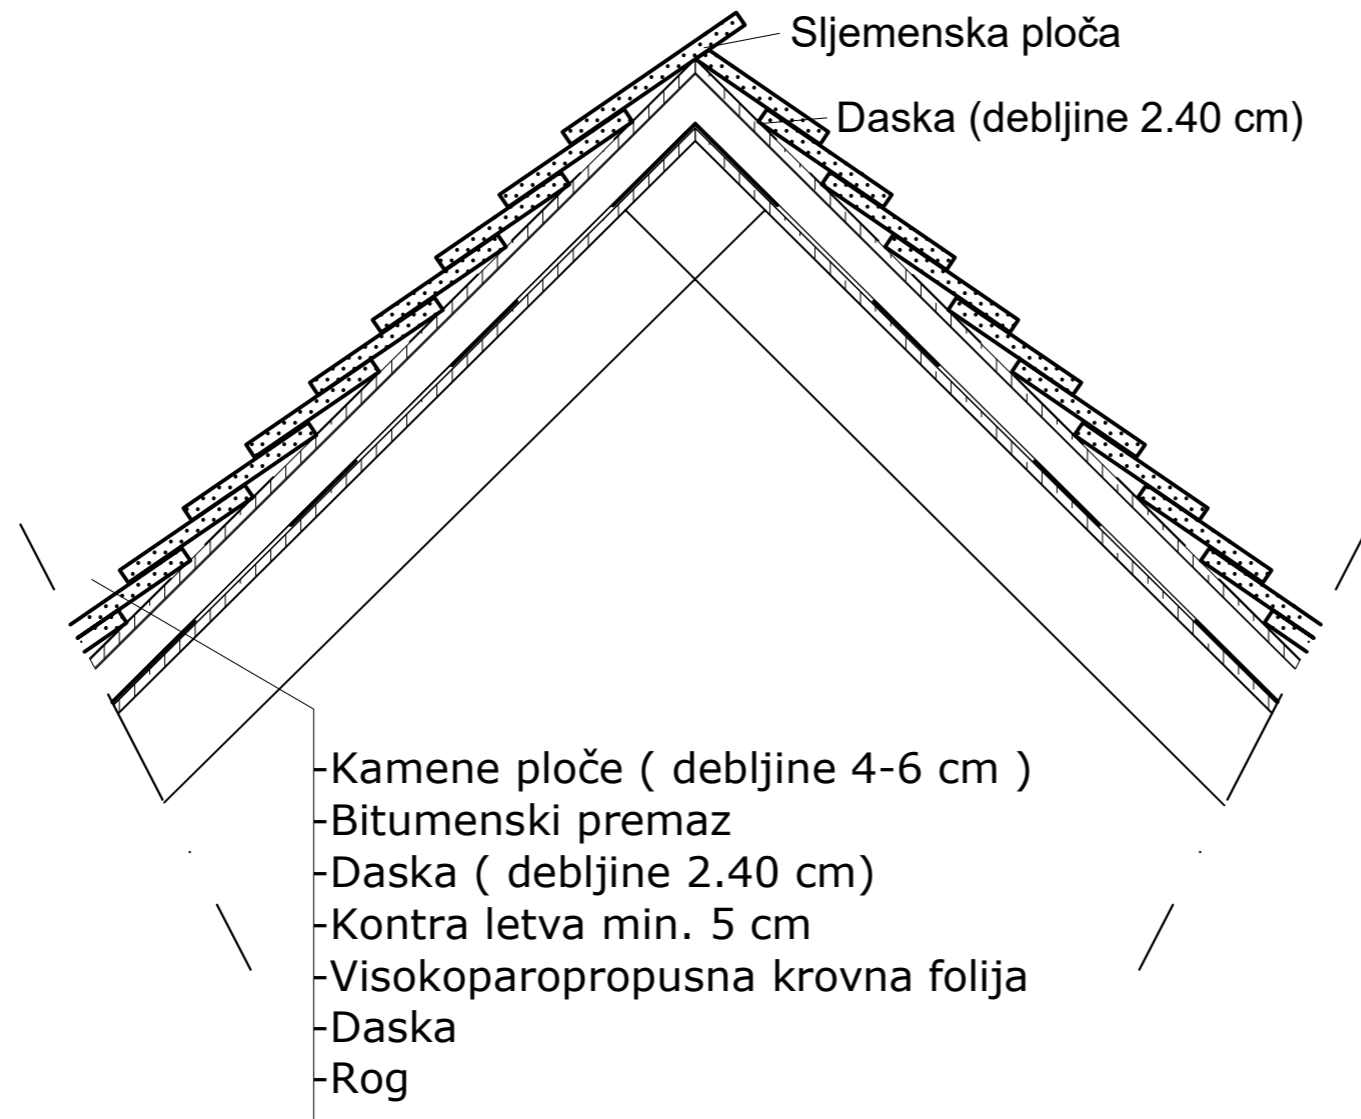 Sljemenska ploča
Daska (debljine 2.40 cm)
-Kamene ploče ( debljine 4-6 cm )
-Bitumenski premaz
-Daska ( debljine 2.40 cm)
-Kontra letva min. 5 cm
-Visokoparopropusna krovna folija
-Daska
-Rog